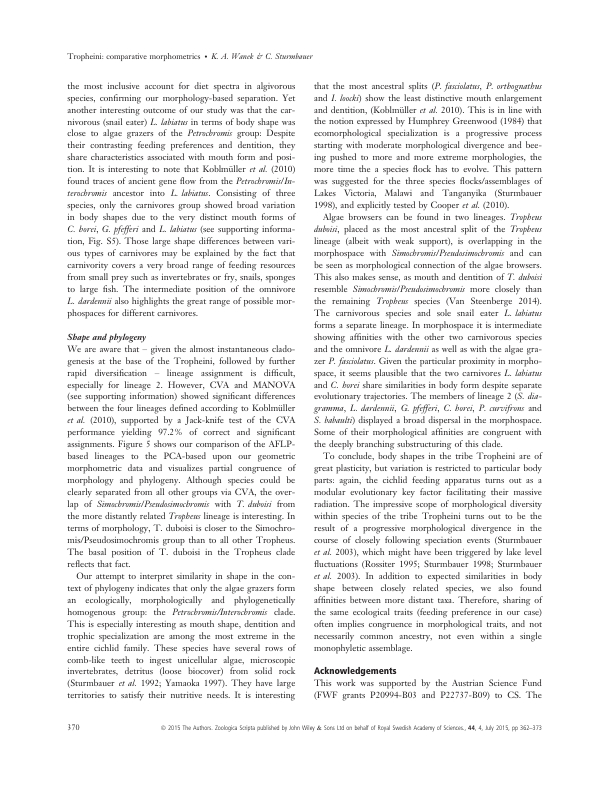 Tropheini: comparative morphometrics • K. A. Wanek & C. Sturmbauer
the most inclusive account for diet spectra in algivorous
species, confirming our morphology-based separation. Yet
another interesting outcome of our study was that the car-
nivorous (snail eater) L. labiatus in terms of body shape was
close to algae grazers of the Petrochromis group: Despite
their contrasting feeding preferences and dentition, they
share characteristics associated with mouth form and posi-
tion. It is interesting to note that Koblmüller et al. (2010)
found traces of ancient gene flow from the Petrochromis/In-
terochromis ancestor into L. labiatus. Consisting of three
species, only the carnivores group showed broad variation
in body shapes due to the very distinct mouth forms of
C. horei, G. pfefferi and L. labiatus (see supporting informa-
tion, Fig. S5). Those large shape differences between vari-
ous types of carnivores may be explained by the fact that
carnivority covers a very broad range of feeding resources
from small prey such as invertebrates or fry, snails, sponges
to large fish. The intermediate position of the omnivore
L. dardennii also highlights the great range of possible mor-
phospaces for different carnivores.
Shape and phylogeny
We are aware that – given the almost instantaneous clado-
genesis at the base of the Tropheini, followed by further
rapid diversification – lineage assignment is difficult,
especially for lineage 2. However, CVA and MANOVA
(see supporting information) showed significant differences
between the four lineages defined according to Koblmüller
et al. (2010), supported by a Jack-knife test of the CVA
performance yielding 97.2% of correct and significant
assignments. Figure 5 shows our comparison of the AFLP-
based lineages to the PCA-based upon our geometric
morphometric data and visualizes partial congruence of
morphology and phylogeny. Although species could be
clearly separated from all other groups via CVA, the over-
lap of Simochromis/Pseudosimochromis with T. duboisi from
the more distantly related Tropheus lineage is interesting. In
terms of morphology, T. duboisi is closer to the Simochro-
mis/Pseudosimochromis group than to all other Tropheus.
The basal position of T. duboisi in the Tropheus clade
reflects that fact.
Our attempt to interpret similarity in shape in the con-
text of phylogeny indicates that only the algae grazers form
an ecologically, morphologically and phylogenetically
homogenous group: the Petrochromis/Interochromis clade.
This is especially interesting as mouth shape, dentition and
trophic specialization are among the most extreme in the
entire cichlid family. These species have several rows of
comb-like teeth to ingest unicellular algae, microscopic
invertebrates, detritus (loose biocover) from solid rock
(Sturmbauer et al. 1992; Yamaoka 1997). They have large
territories to satisfy their nutritive needs. It is interesting
that the most ancestral splits (P. fasciolatus, P. orthognathus
and I. loocki) show the least distinctive mouth enlargement
and dentition, (Koblmüller et al. 2010). This is in line with
the notion expressed by Humphrey Greenwood (1984) that
ecomorphological specialization is a progressive process
starting with moderate morphological divergence and bee-
ing pushed to more and more extreme morphologies, the
more time the a species flock has to evolve. This pattern
was suggested for the three species flocks/assemblages of
Lakes Victoria, Malawi and Tanganyika (Sturmbauer
1998), and explicitly tested by Cooper et al. (2010).
Algae browsers can be found in two lineages. Tropheus
duboisi, placed as the most ancestral split of the Tropheus
lineage (albeit with weak support), is overlapping in the
morphospace with Simochromis/Pseudosimochromis and can
be seen as morphological connection of the algae browsers.
This also makes sense, as mouth and dentition of T. duboisi
resemble Simochromis/Pseudosimochromis more closely than
the remaining Tropheus species (Van Steenberge 2014).
The carnivorous species and sole snail eater L. labiatus
forms a separate lineage. In morphospace it is intermediate
showing affinities with the other two carnivorous species
and the omnivore L. dardennii as well as with the algae gra-
zer P. fasciolatus. Given the particular proximity in morpho-
space, it seems plausible that the two carnivores L. labiatus
and C. horei share similarities in body form despite separate
evolutionary trajectories. The members of lineage 2 (S. dia-
gramma, L. dardennii, G. pfefferi, C. horei, P. curvifrons and
S. babaulti) displayed a broad dispersal in the morphospace.
Some of their morphological affinities are congruent with
the deeply branching substructuring of this clade.
To conclude, body shapes in the tribe Tropheini are of
great plasticity, but variation is restricted to particular body
parts: again, the cichlid feeding apparatus turns out as a
modular evolutionary key factor facilitating their massive
radiation. The impressive scope of morphological diversity
within species of the tribe Tropheini turns out to be the
result of a progressive morphological divergence in the
course of closely following speciation events (Sturmbauer
et al. 2003), which might have been triggered by lake level
fluctuations (Rossiter 1995; Sturmbauer 1998; Sturmbauer
et al. 2003). In addition to expected similarities in body
shape between closely related species, we also found
affinities between more distant taxa. Therefore, sharing of
the same ecological traits (feeding preference in our case)
often implies congruence in morphological traits, and not
necessarily common ancestry, not even within a single
monophyletic assemblage.
Acknowledgements
This work was supported by the Austrian Science Fund
(FWF grants P20994-B03 and P22737-B09) to CS. The
370
© 2015 The Authors. Zoologica Scripta published by John Wiley & Sons Ltd on behalf of Royal Swedish Academy of Sciences., 44, 4, July 2015, pp 362–373